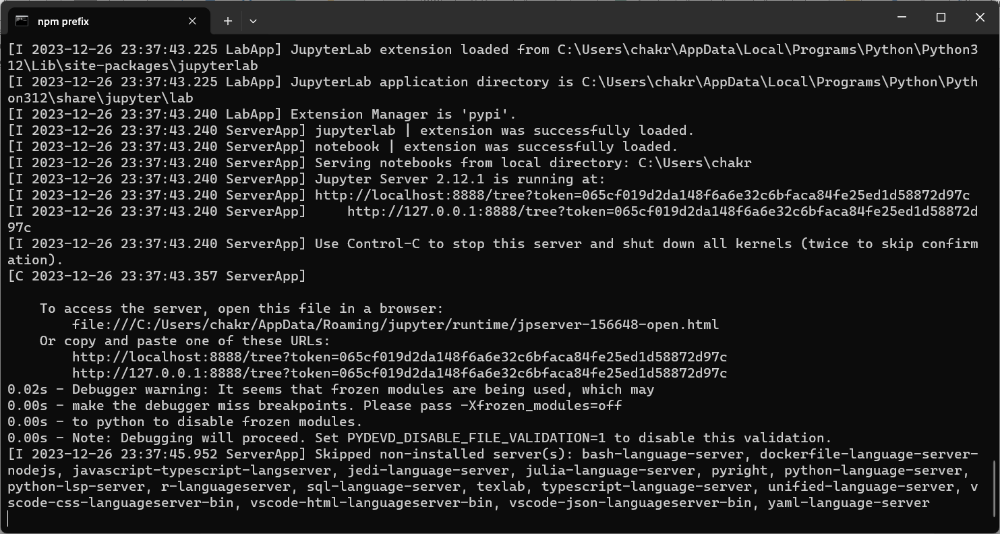 npm prefix
[I 2023-12-26 23:37:43.225 LabApp] JupyterLab extension loaded from C:\Users\chakr\AppData\Local\Programs\Python\Python3
12\Lib\site-packages\jupyterlab
[I 2023-12-26 23:37:43.225 LabApp] JupyterLab application directory is C:\Users\chakr\AppData\Local\Programs\Python\Pyth
on312\share\jupyter\lab
[I 2023-12-26 23:37:43.240 LabApp] Extension Manager is 'pypi'.
[I 2023-12-26 23:37:43.240 ServerApp] jupyterlab | extension was successfully loaded.
[I 2023-12-26 23:37:43.240 ServerApp] notebook | extension was successfully loaded.
[I 2023-12-26 23:37:43.240 ServerApp] Serving notebooks from local directory: C:\Users\chakr
[I 2023-12-26 23:37:43.240 ServerApp] Jupyter Server 2.12.1 is running at:
[I 2023-12-26 23:37:43.240 ServerApp] http://localhost:8888/tree?token=065cf019d2da148f6a6e32c6bfaca84fe25ed1d58872d97c
[I 2023-12-26 23:37:43.240 ServerApp]     http://127.0.0.1:8888/tree?token=065cf019d2da148f6a6e32c6bfaca84fe25ed1d58872d
97c
[I 2023-12-26 23:37:43.240 ServerApp] Use Control-C to stop this server and shut down all kernels (twice to skip confirm
ation).
[C 2023-12-26 23:37:43.357 ServerApp]
    To access the server, open this file in a browser:
        file:///C:/Users/chakr/AppData/Roaming/jupyter/runtime/jpserver-156648-open.html
    Or copy and paste one of these URLs:
        http://localhost:8888/tree?token=065cf019d2da148f6a6e32c6bfaca84fe25ed1d58872d97c
        http://127.0.0.1:8888/tree?token=065cf019d2da148f6a6e32c6bfaca84fe25ed1d58872d97c
0.02s - Debugger warning: It seems that frozen modules are being used, which may
0.00s - make the debugger miss breakpoints. Please pass -Xfrozen_modules=off
0.00s - to python to disable frozen modules.
0.00s - Note: Debugging will proceed. Set PYDEVD_DISABLE_FILE_VALIDATION=1 to disable this validation.
[I 2023-12-26 23:37:45.952 ServerApp] Skipped non-installed server(s): bash-language-server, dockerfile-language-server-
nodejs, javascript-typescript-langserver, jedi-language-server, julia-language-server, pyright, python-language-server,
python-lsp-server, r-languageserver, sql-language-server, texlab, typescript-language-server, unified-language-server, v
scode-css-languageserver-bin, vscode-html-languageserver-bin, vscode-json-languageserver-bin, yaml-language-server